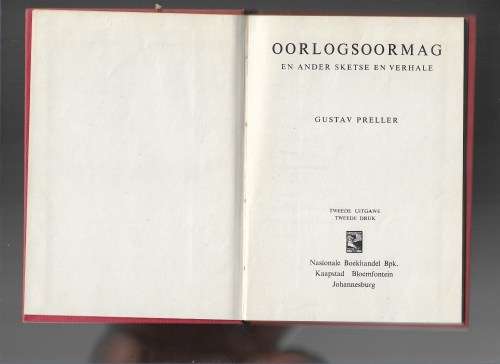 OORLOGSOORMAG
EN ANDER SKETSE EN VERHALE
GUSTAV PRELLER
TWEEDE UITGAWE
TWEEDE DRUK
Nasionale Boekhandel Bpk.
Kaapstad Bloemfontein
Johannesburg